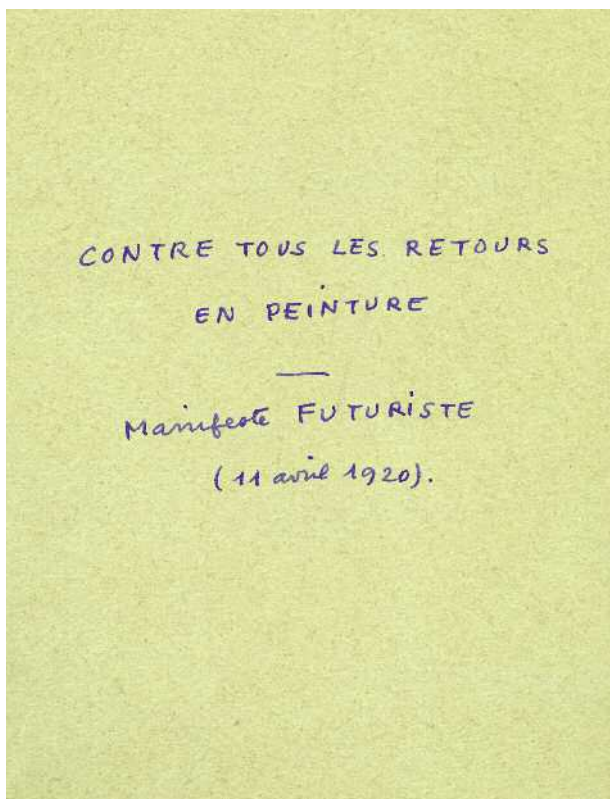 CONTRE TOUS LES RETOURS
EN PEINTURE
Manifeste FUTURISTE
(11 avril 1920).